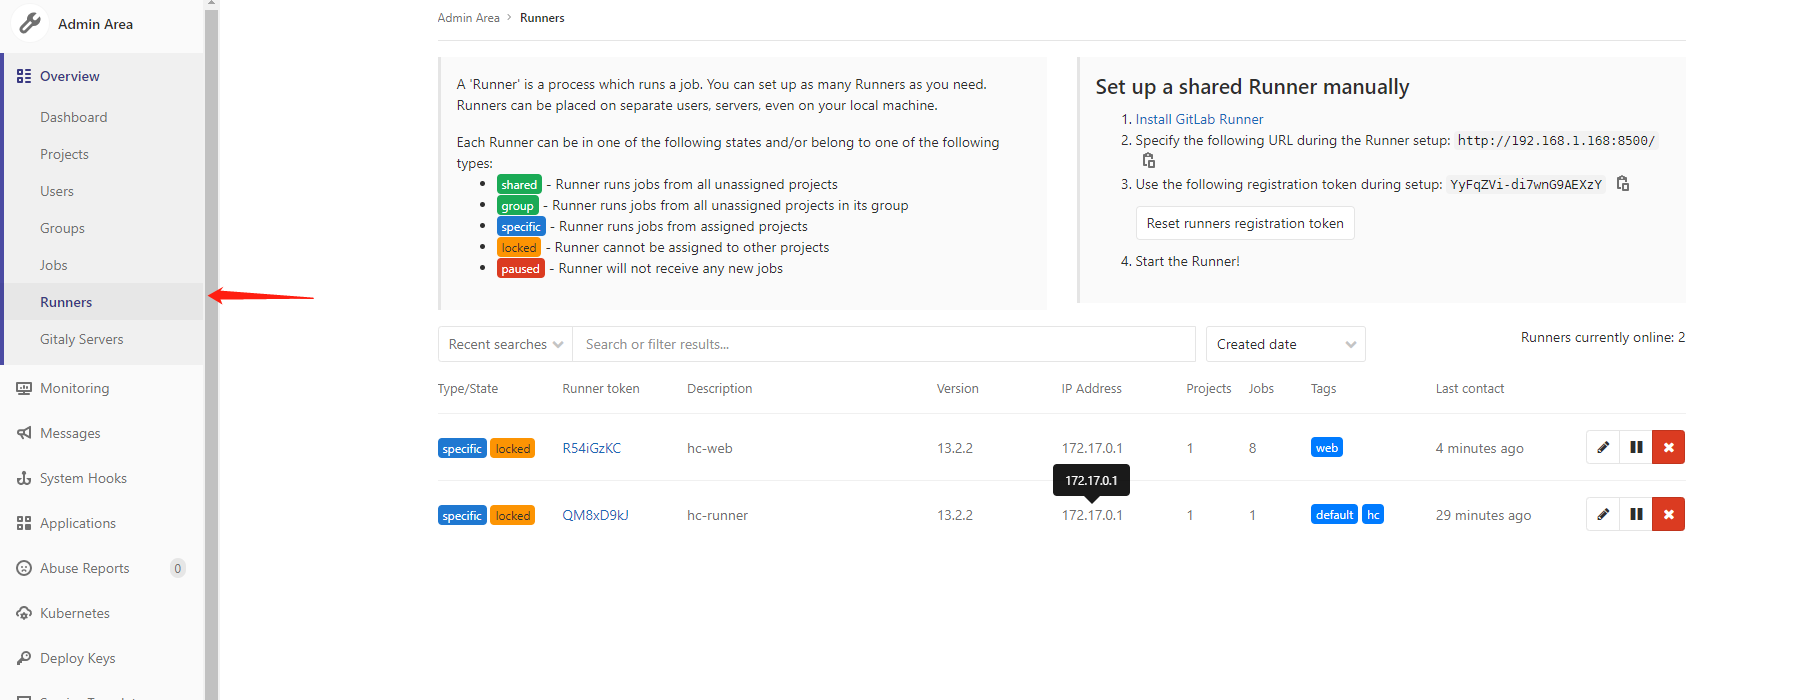 Admin Area
Overview
Dashboard
Projects
Users
Groups
Jobs
Runners
Gitaly Servers
Monitoring
Messages
System Hooks
Applications
Abuse Reports 0
Kubernetes
Deploy Keys
Admin Area › Runners
A 'Runner' is a process which runs a job. You can set up as many Runners as you need.
Runners can be placed on separate users, servers, even on your local machine.
Each Runner can be in one of the following states and/or belong to one of the following
types:
• shared - Runner runs jobs from all unassigned projects
• group - Runner runs jobs from all unassigned projects in its group
• specific - Runner runs jobs from assigned projects
• locked - Runner cannot be assigned to other projects
• paused - Runner will not receive any new jobs
Set up a shared Runner manually
1. Install GitLab Runner
2. Specify the following URL during the Runner setup: http://192.168.1.168:8500/
3. Use the following registration token during setup: YyFqZVi-di7wnG9AEXzY
Reset runners registration token
4. Start the Runner!
Recent searches Search or filter results... Created date Runners currently online: 2
Type/State Runner token Description Version IP Address Projects Jobs Tags Last contact
specific locked R54iGzKC hc-web 13.2.2 172.17.0.1 1 8 web 4 minutes ago
172.17.0.1
specific locked QM8xD9kJ hc-runner 13.2.2 172.17.0.1 1 1 default hc 29 minutes ago